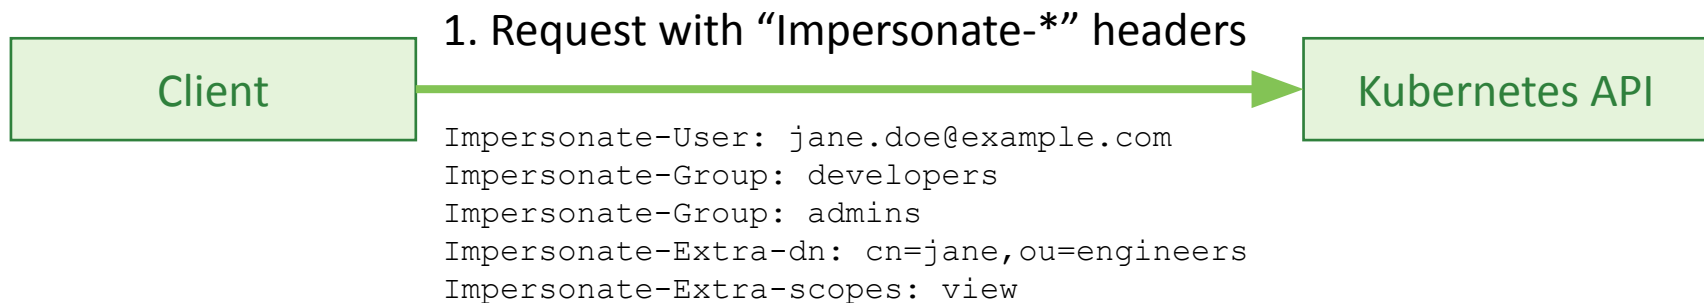 1. Request with “Impersonate-*” headers
Client
Kubernetes API
Impersonate-User: jane.doe@example.com
Impersonate-Group: developers
Impersonate-Group: admins
Impersonate-Extra-dn: cn=jane,ou=engineers
Impersonate-Extra-scopes: view